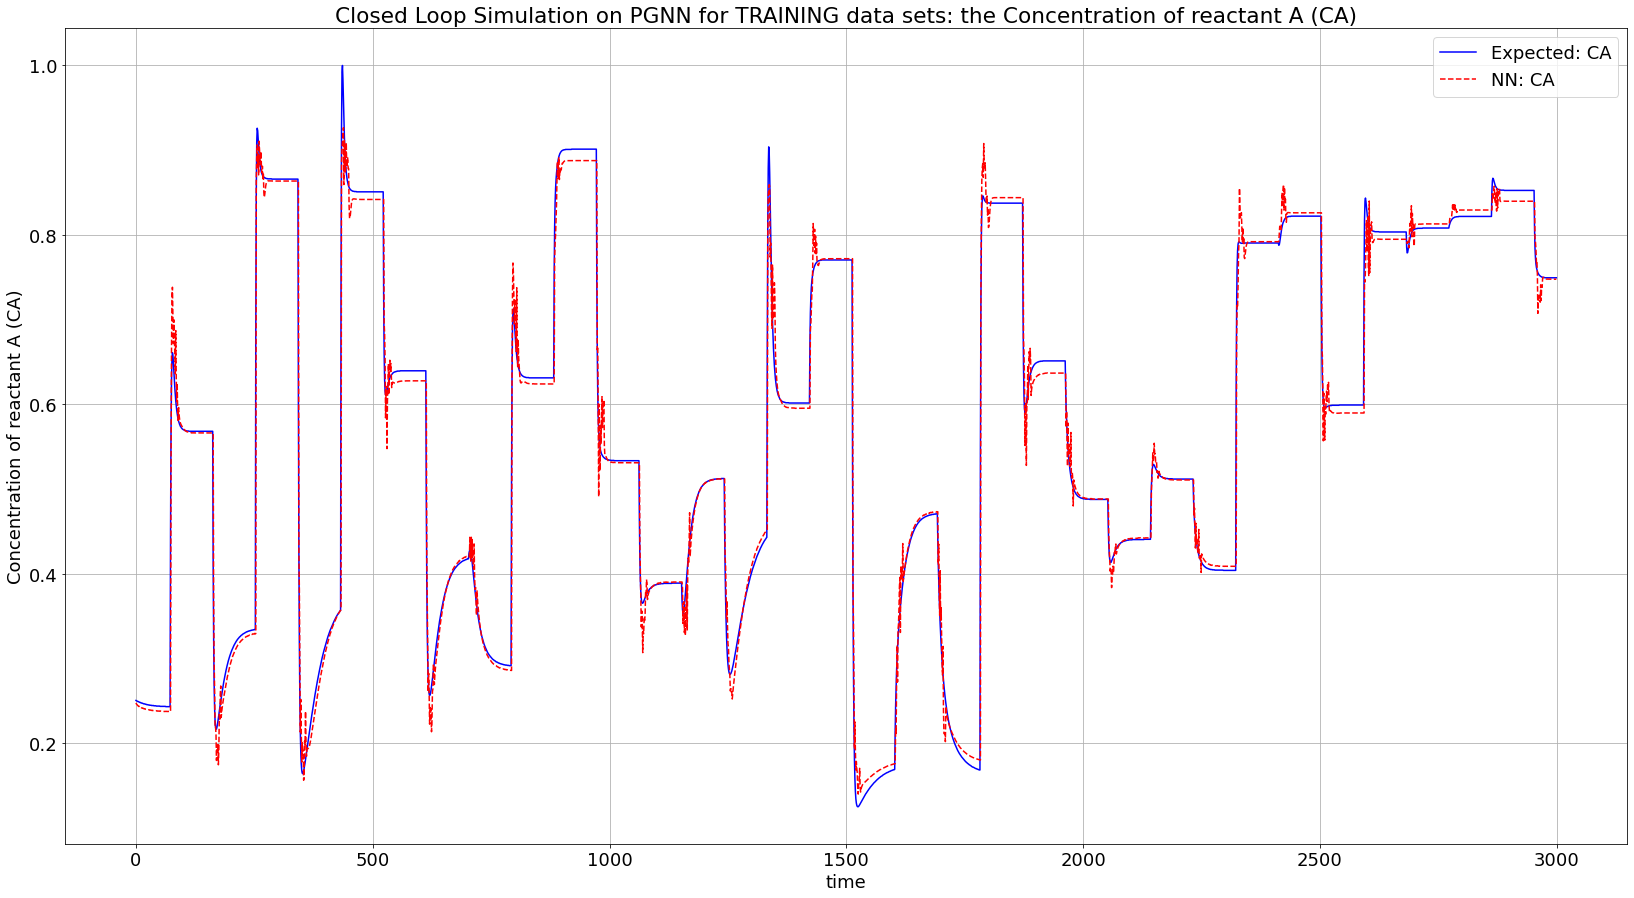 Closed Loop Simulation on PGNN for TRAINING data sets: the Concentration of reactant A (CA)
Expected: CA
NN: CA
Concentration of reactant A (CA)
1.0
0.8
0.6
0.4
0.2
0 500 1000 1500 2000 2500 3000
time